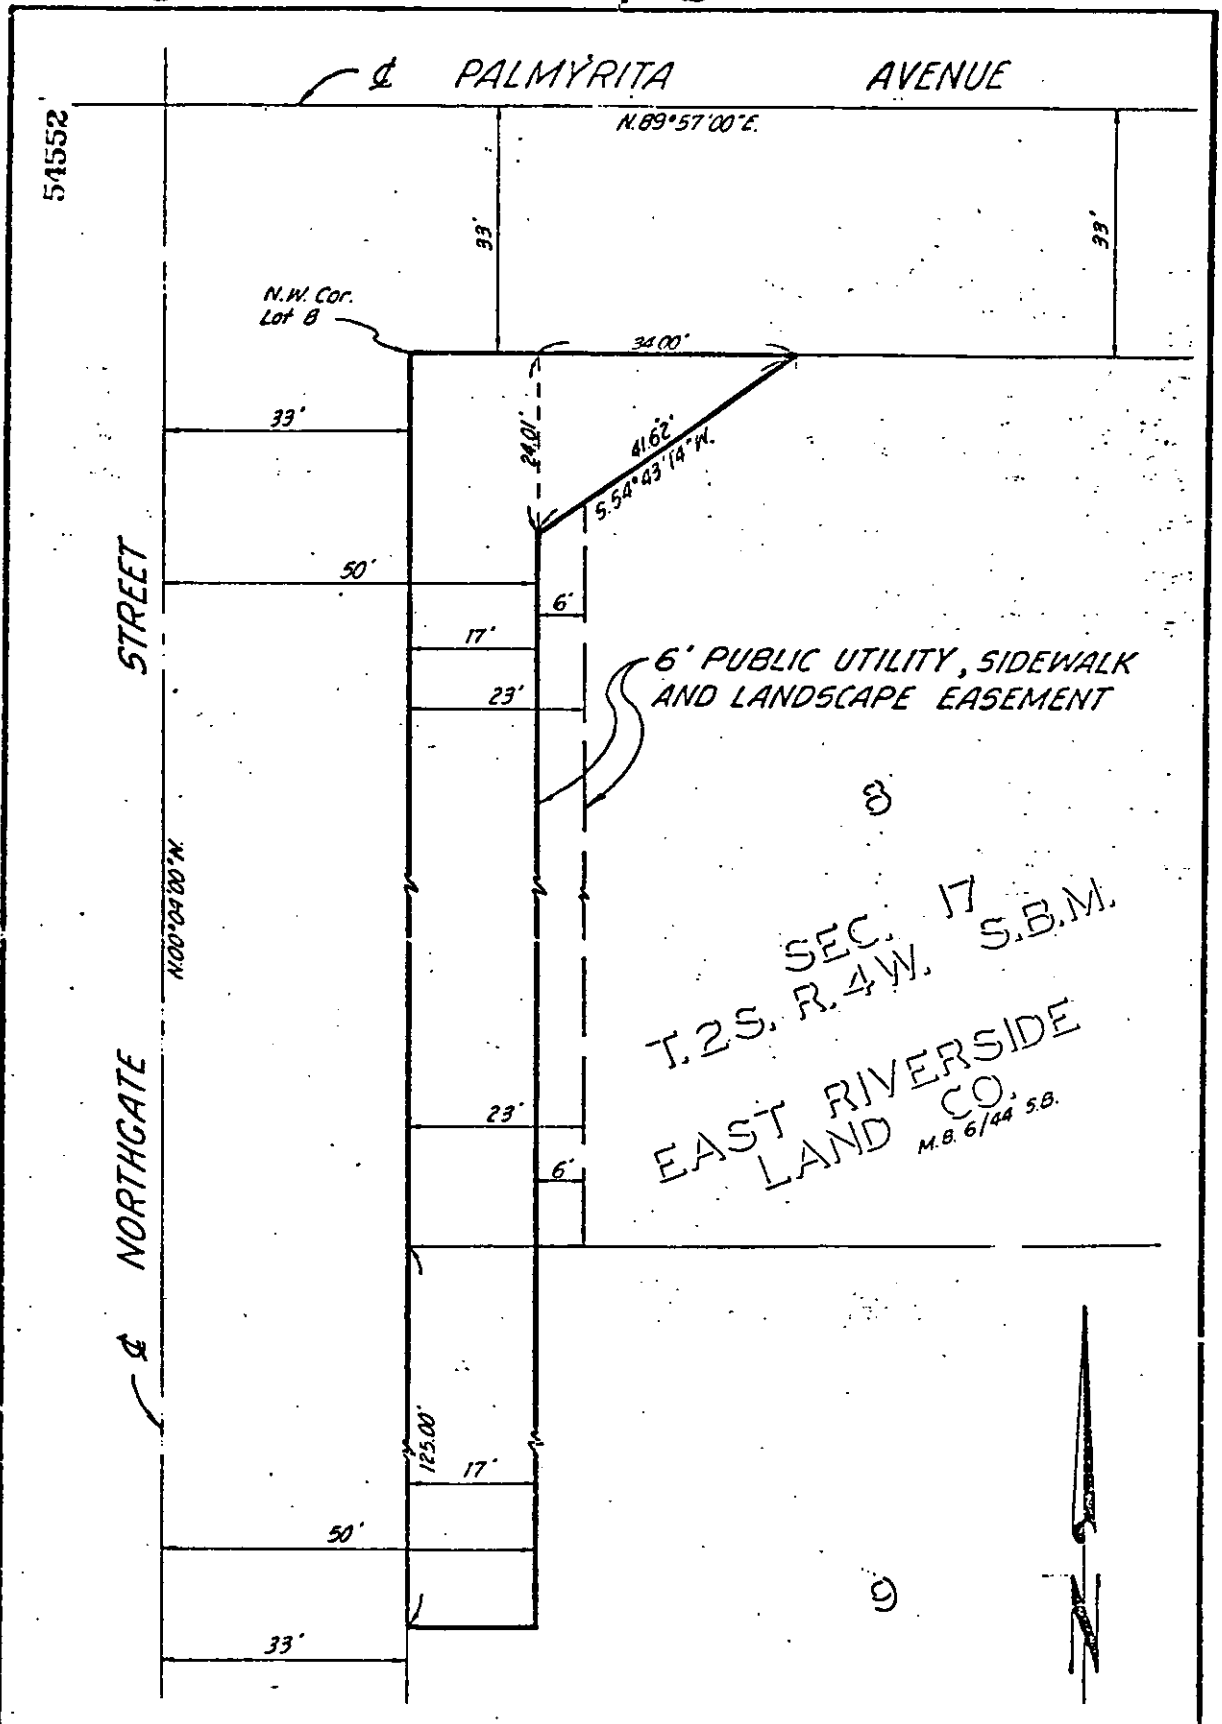 ℄ PALMYRITA AVENUE
N.89°57'00"E.
54552
33'
33'
N.W. Cor.
Lot 8
34.00'
33'
24.01'
41.62'
S.54°43'14"W.
50'
6'
17'
23'
6' PUBLIC UTILITY, SIDEWALK
AND LANDSCAPE EASEMENT
8
N.00°04'00"W.
SEC. 17
T.2S. R.4W. S.B.M.
EAST RIVERSIDE
LAND CO.
M.B. 6/44 S.B.
23'
6'
℄ NORTHGATE STREET
125.00'
17'
50'
9
33'
N